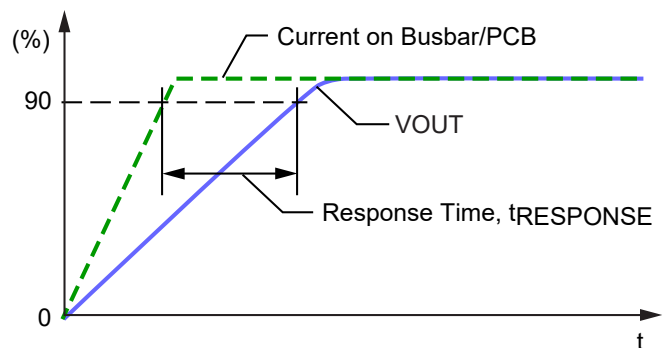 (%)
Current on Busbar/PCB
90
VOUT
Response Time, tRESPONSE
0
t